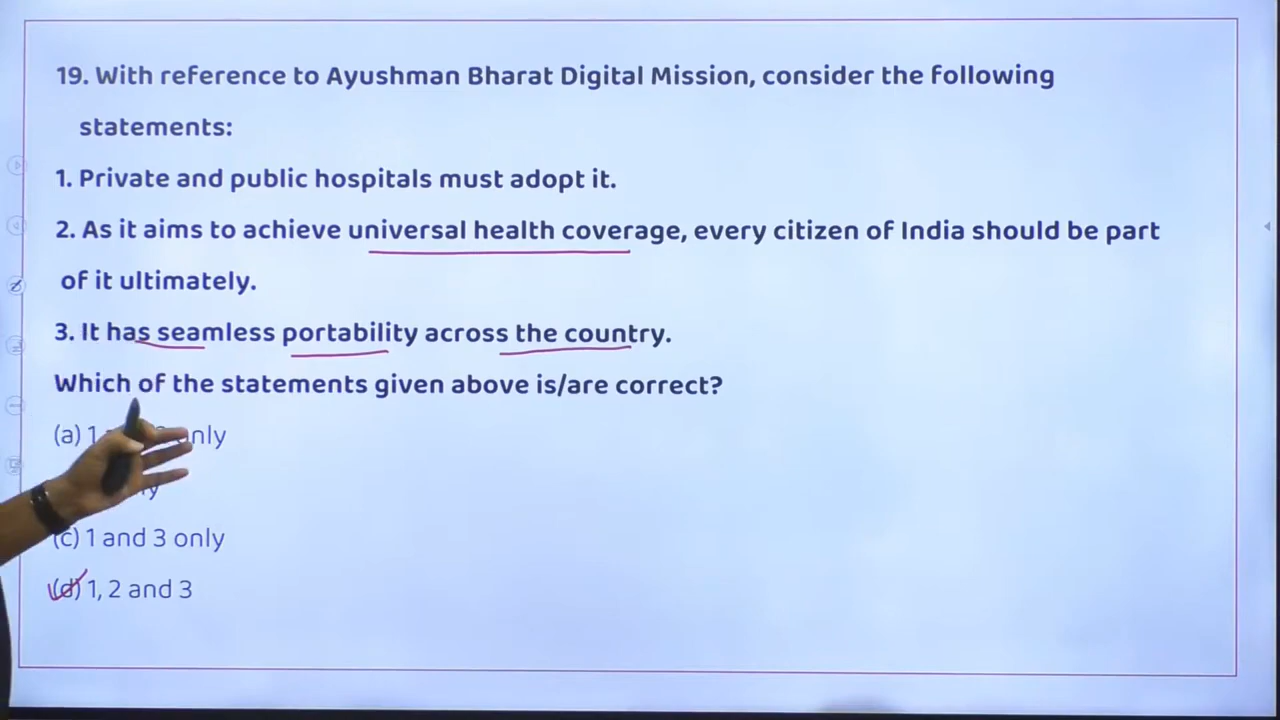 19. With reference to Ayushman Bharat Digital Mission, consider the following
statements:
1. Private and public hospitals must adopt it.
2. As it aims to achieve universal health coverage, every citizen of India should be part
of it ultimately.
3. It has seamless portability across the country.
Which of the statements given above is/are correct?
(a) 1 only
(c) 1 and 3 only
(d) 1, 2 and 3